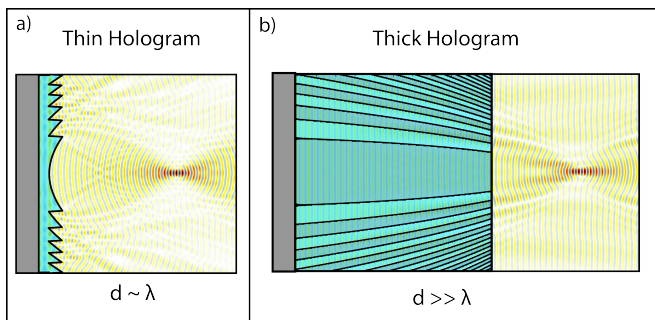 a)
Thin Hologram
d ~ λ
b)
Thick Hologram
d >> λ